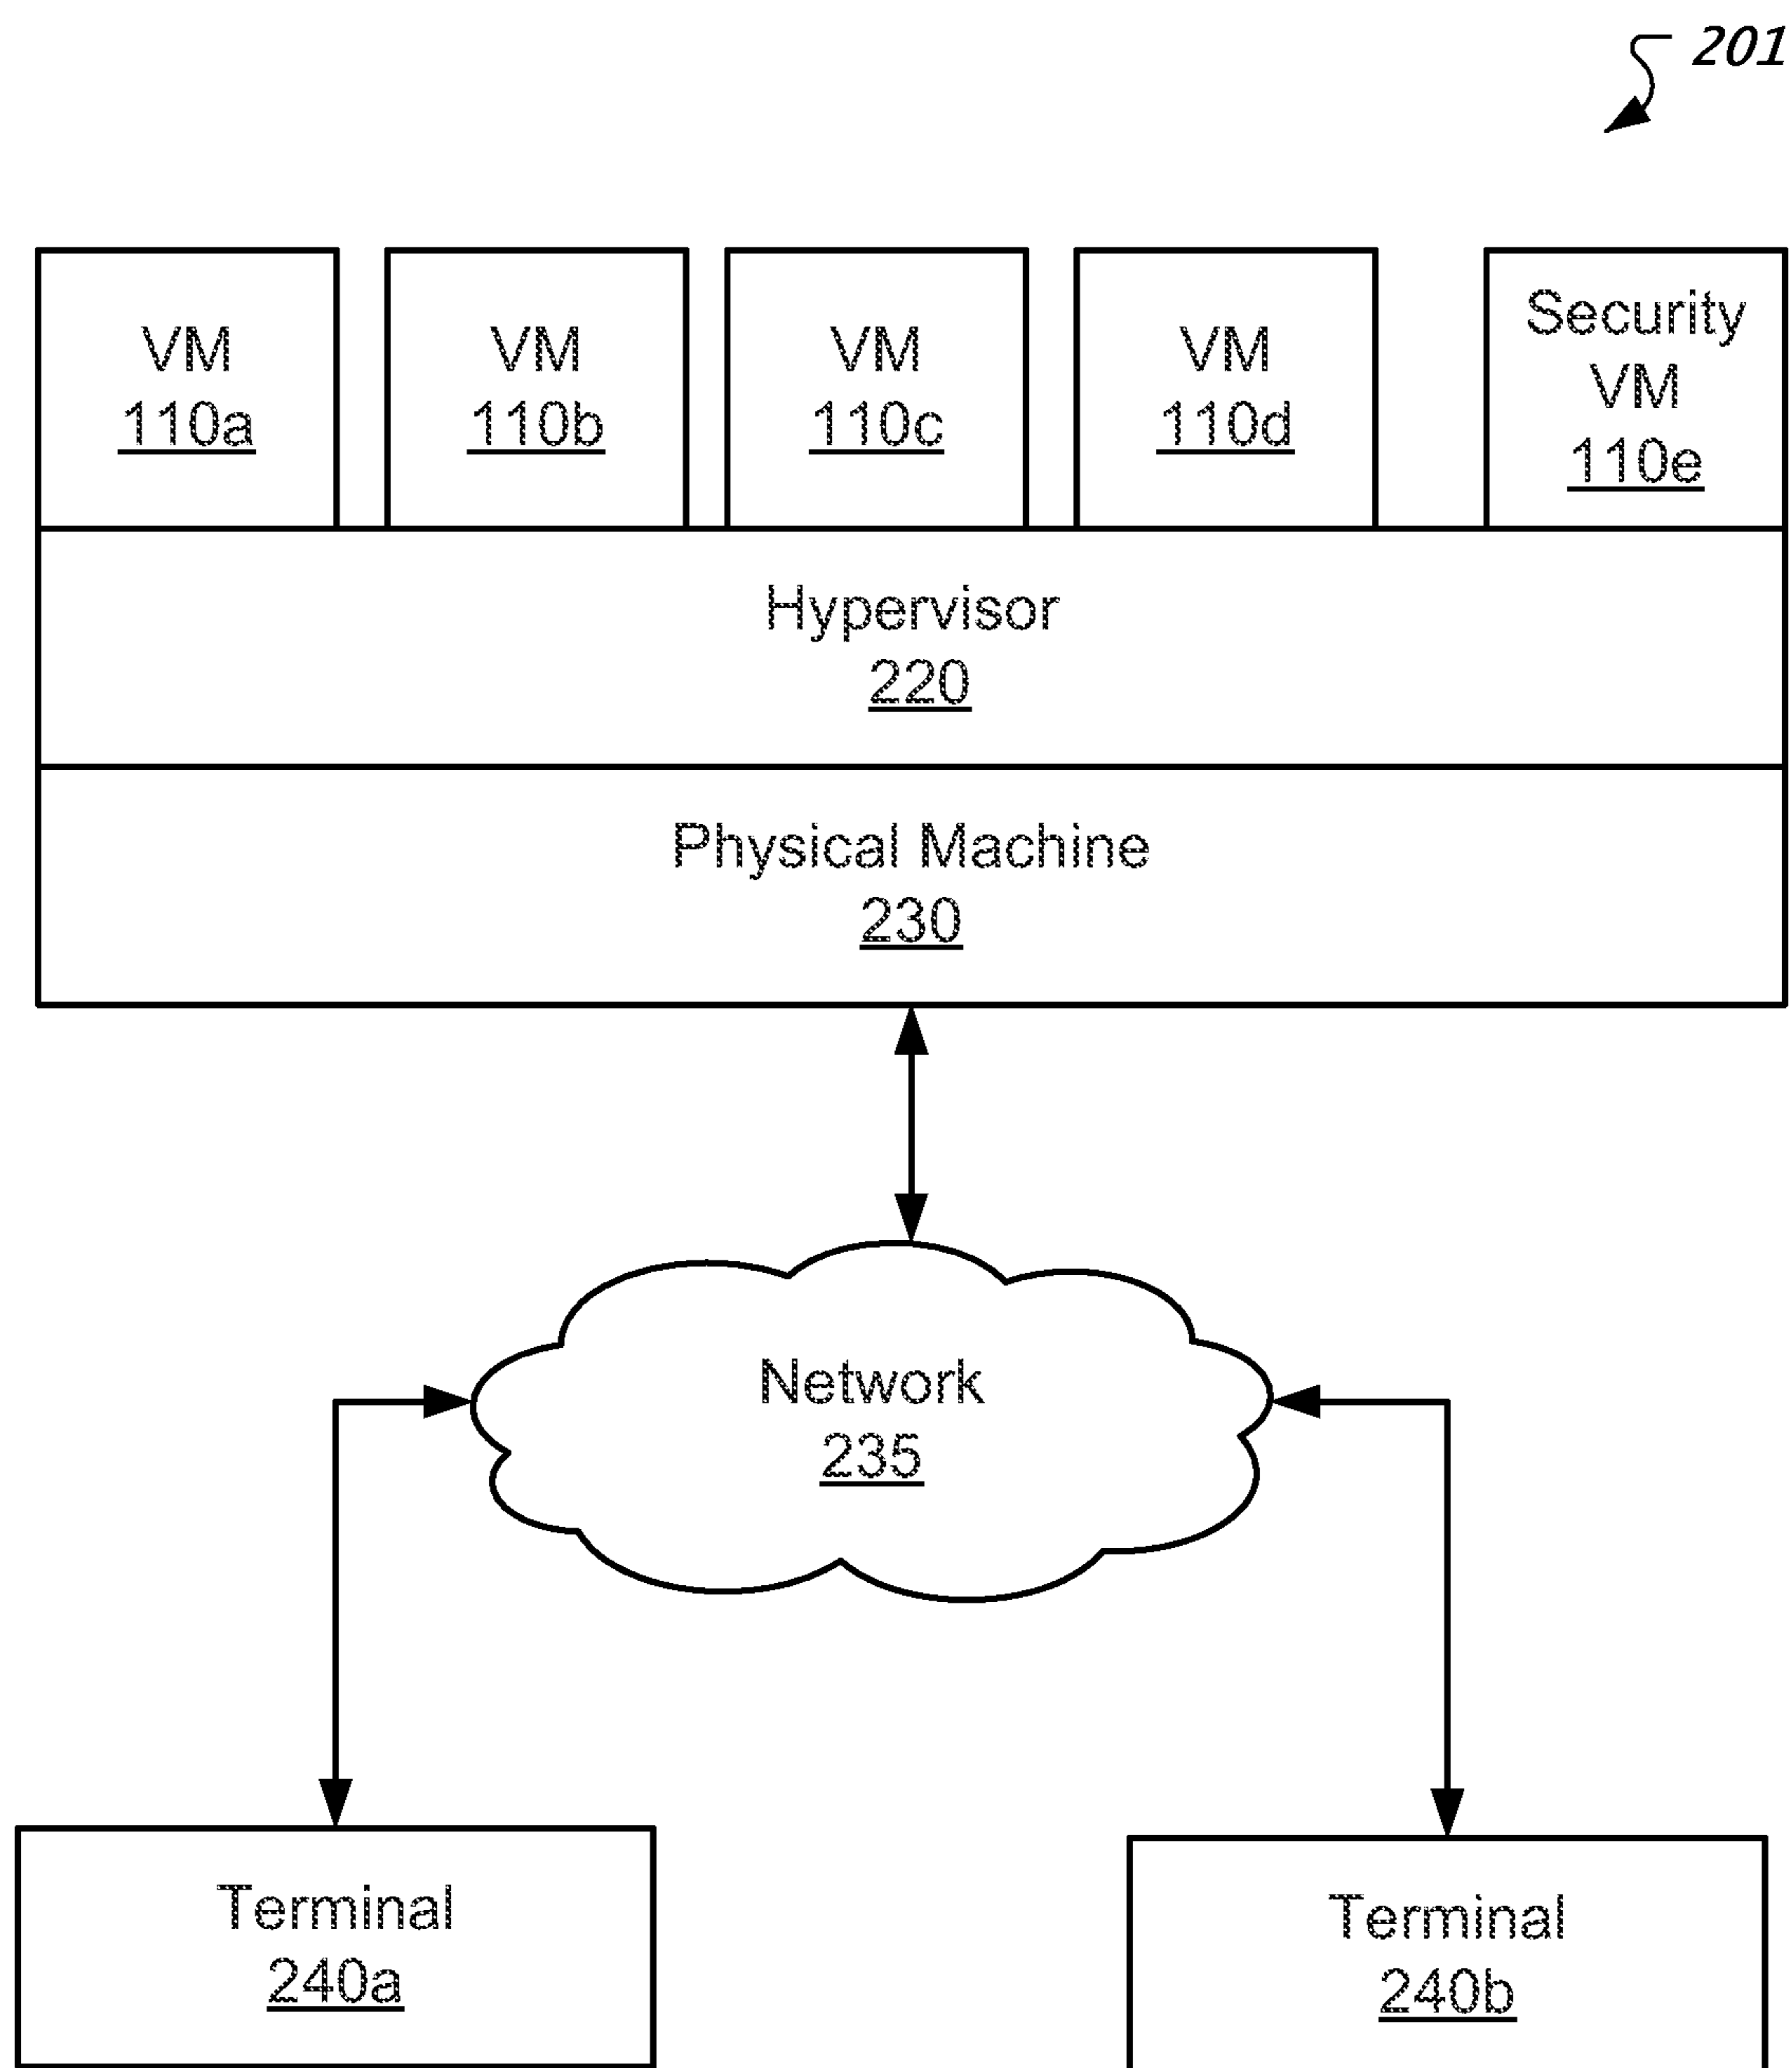 201
VM
110a
VM
110b
VM
110c
VM
110d
Security
VM
110e
Hypervisor
220
Physical Machine
230
Network
235
Terminal
240a
Terminal
240b